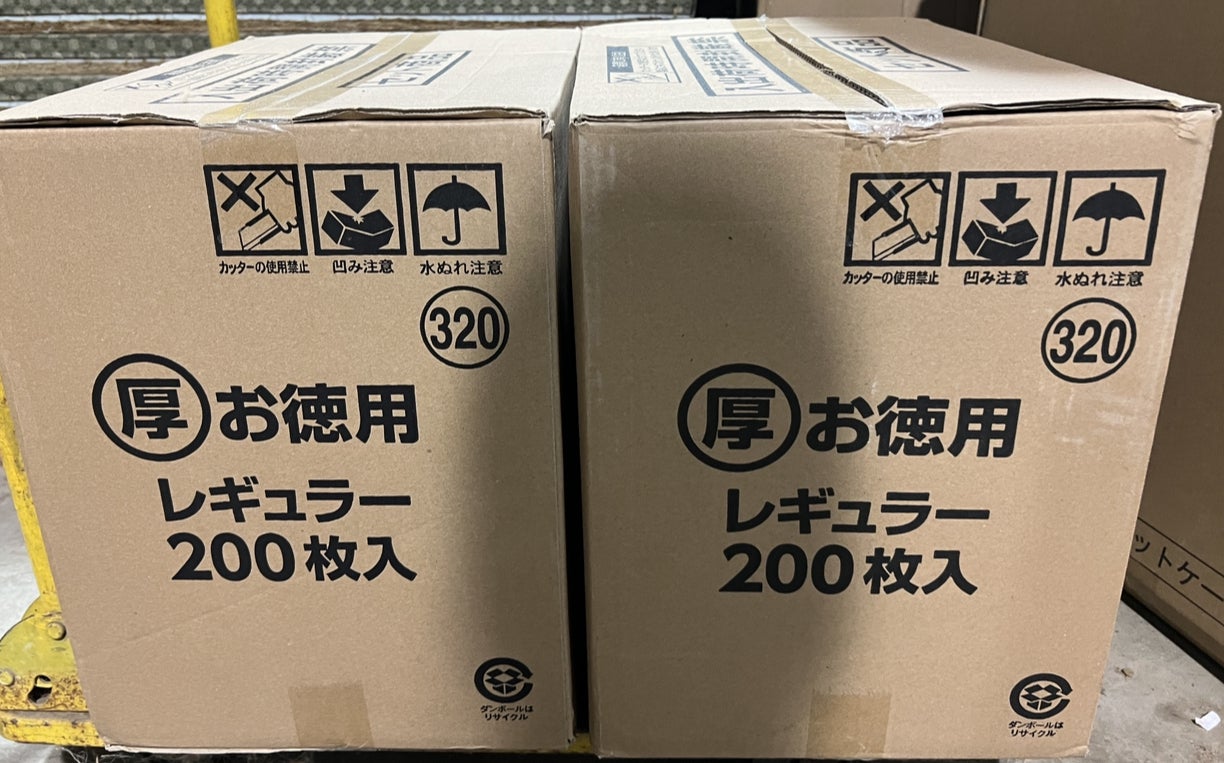 カッターの使用禁止 凹み注意 水ぬれ注意
320
厚 お徳用
レギュラー
200枚入
ダンボールは
リサイクル
カッターの使用禁止 凹み注意 水ぬれ注意
320
厚 お徳用
レギュラー
200枚入
ダンボールは
リサイクル
ットケー